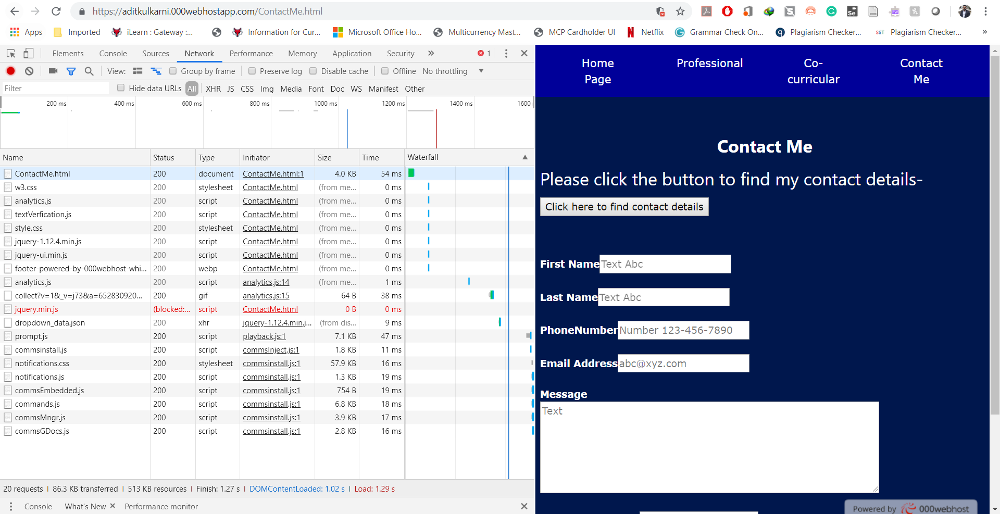 https://aditkulkarni.000webhostapp.com/ContactMe.html
Apps Imported iLearn : Gateway :... Information for Cur... Microsoft Office Ho... Multicurrency Mast... MCP Cardholder UI Netflix Grammar Check On... Plagiarism Checker... SST Plagiarism Checker... »
Elements Console Sources Network Performance Memory Application Security » 1
View: Group by frame Preserve log Disable cache Offline No throttling
Filter Hide data URLs All XHR JS CSS Img Media Font Doc WS Manifest Other
200 ms 400 ms 600 ms 800 ms 1000 ms 1200 ms 1400 ms 1600
Name Status Type Initiator Size Time Waterfall
ContactMe.html 200 document ContactMe.html:1 4.0 KB 54 ms
w3.css 200 stylesheet ContactMe.html (from me... 0 ms
analytics.js 200 script ContactMe.html (from me... 0 ms
textVerfication.js 200 script ContactMe.html (from me... 0 ms
style.css 200 stylesheet ContactMe.html (from me... 0 ms
jquery-1.12.4.min.js 200 script ContactMe.html (from me... 0 ms
jquery-ui.min.js 200 script ContactMe.html (from me... 0 ms
footer-powered-by-000webhost-whi... 200 webp ContactMe.html (from me... 0 ms
analytics.js 200 script analytics.js:14 (from me... 1 ms
collect?v=1&_v=j73&a=652830920... 200 gif analytics.js:15 64 B 38 ms
jquery.min.js (blocked:... script ContactMe.html 0 B 0 ms
dropdown_data.json 200 xhr jquery-1.12.4.min.j... (from dis... 9 ms
prompt.js 200 script playback.js:1 7.1 KB 47 ms
commsinstall.js 200 script commsInject.js:1 1.8 KB 11 ms
notifications.css 200 stylesheet commsinstall.js:1 57.9 KB 16 ms
notifications.js 200 script commsinstall.js:1 1.3 KB 19 ms
commsEmbedded.js 200 script commsinstall.js:1 754 B 19 ms
commands.js 200 script commsinstall.js:1 6.8 KB 18 ms
commsMngr.js 200 script commsinstall.js:1 3.9 KB 17 ms
commsGDocs.js 200 script commsinstall.js:1 2.8 KB 16 ms
20 requests | 86.3 KB transferred | 513 KB resources | Finish: 1.27 s | DOMContentLoaded: 1.02 s | Load: 1.29 s
Console What's New Performance monitor
Home Page
Professional
Co-curricular
Contact Me
Contact Me
Please click the button to find my contact details-
Click here to find contact details
First Name Text Abc
Last Name Text Abc
PhoneNumber Number 123-456-7890
Email Address abc@xyz.com
Message
Text
Powered by 000webhost